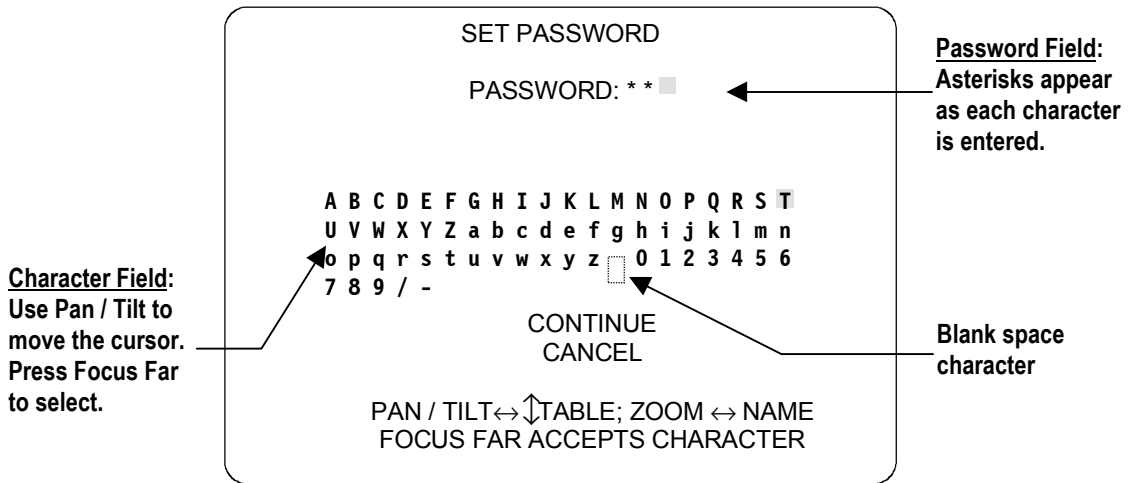 SET PASSWORD
PASSWORD: * *
Password Field:
Asterisks appear
as each character
is entered.
A B C D E F G H I J K L M N O P Q R S T
U V W X Y Z a b c d e f g h i j k l m n
o p q r s t u v w x y z 0 1 2 3 4 5 6
7 8 9 / -
Character Field:
Use Pan / Tilt to
move the cursor.
Press Focus Far
to select.
CONTINUE
CANCEL
Blank space
character
PAN / TILT↔ ↕TABLE; ZOOM ↔ NAME
FOCUS FAR ACCEPTS CHARACTER